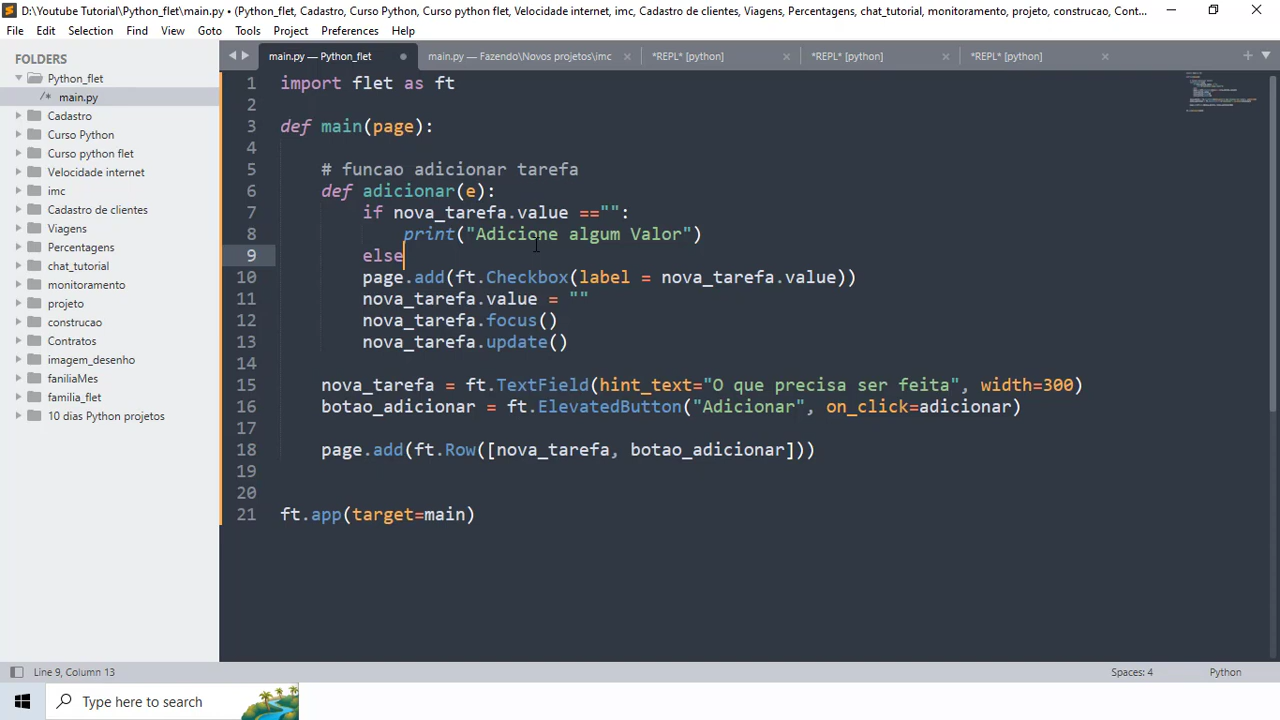 D:\Youtube Tutorial\Python_flet\main.py • (Python_flet, Cadastro, Curso Python, Curso python flet, Velocidade internet, imc, Cadastro de clientes, Viagens, Percentagens, chat_tutorial, monitoramento, projeto, construcao, Cont...
File Edit Selection Find View Goto Tools Project Preferences Help
FOLDERS
Python_flet
/* main.py
Cadastro
Curso Python
Curso python flet
Velocidade internet
imc
Cadastro de clientes
Viagens
Percentagens
chat_tutorial
monitoramento
projeto
construcao
Contratos
imagem_desenho
faniliaMes
familia_flet
10 dias Python projetos
main.py — Python_flet
main.py — Fazendo\Novos projetos\imc
*REPL* [python]
*REPL* [python]
*REPL* [python]
1 import flet as ft
2
3 def main(page):
4
5 # funcao adicionar tarefa
6 def adicionar(e):
7 if nova_tarefa.value =="":
8 print("Adicione algum Valor")
9 else
10 page.add(ft.Checkbox(label = nova_tarefa.value))
11 nova_tarefa.value = ""
12 nova_tarefa.focus()
13 nova_tarefa.update()
14
15 nova_tarefa = ft.TextField(hint_text="O que precisa ser feita", width=300)
16 botao_adicionar = ft.ElevatedButton("Adicionar", on_click=adicionar)
17
18 page.add(ft.Row([nova_tarefa, botao_adicionar]))
19
20
21 ft.app(target=main)
Line 9, Column 13
Spaces: 4
Python
Type here to search